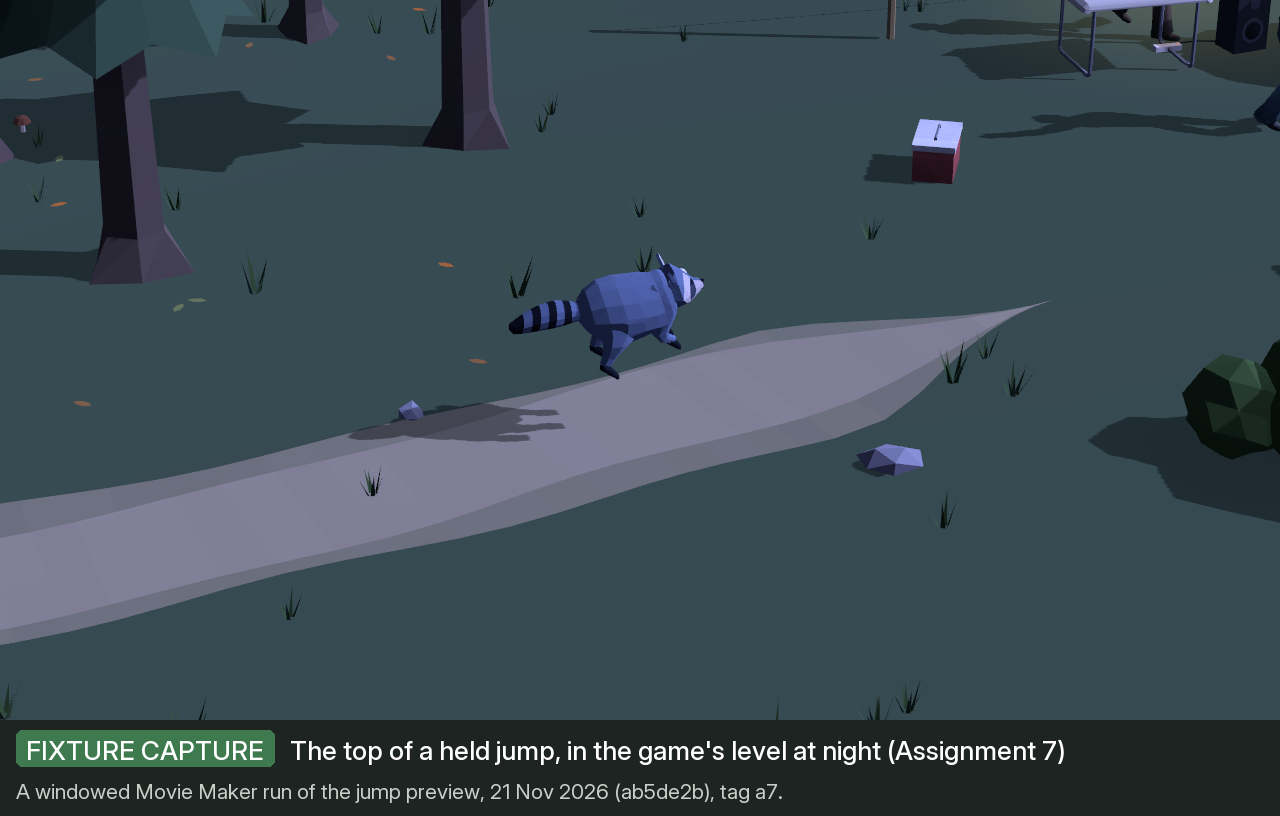 FIXTURE CAPTURE The top of a held jump, in the game's level at night (Assignment 7)
A windowed Movie Maker run of the jump preview, 21 Nov 2026 (ab5de2b), tag a7.